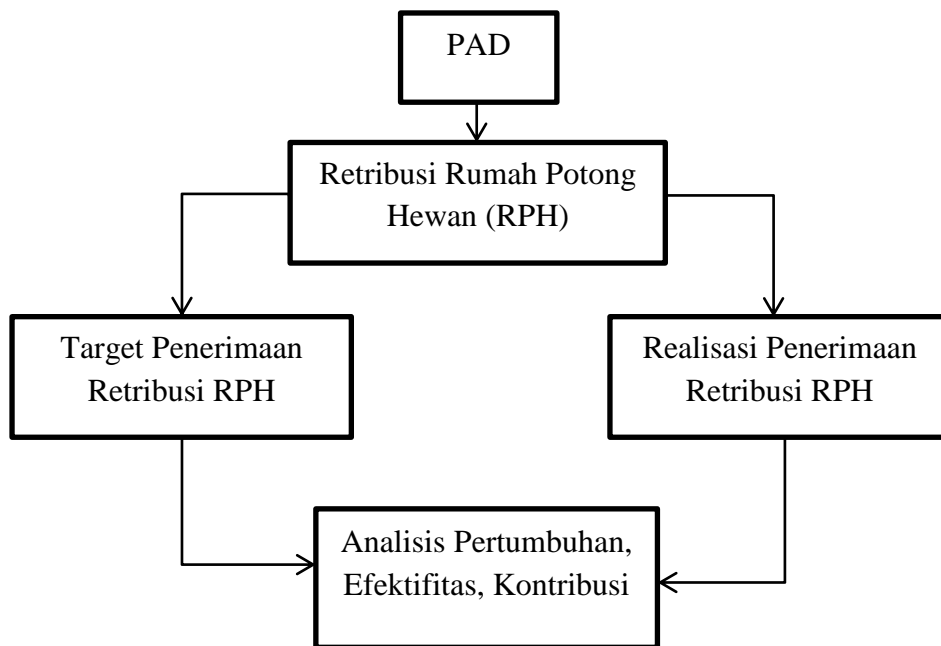 PAD
Retribusi Rumah Potong
Hewan (RPH)
Target Penerimaan
Retribusi RPH
Realisasi Penerimaan
Retribusi RPH
Analisis Pertumbuhan,
Efektifitas, Kontribusi